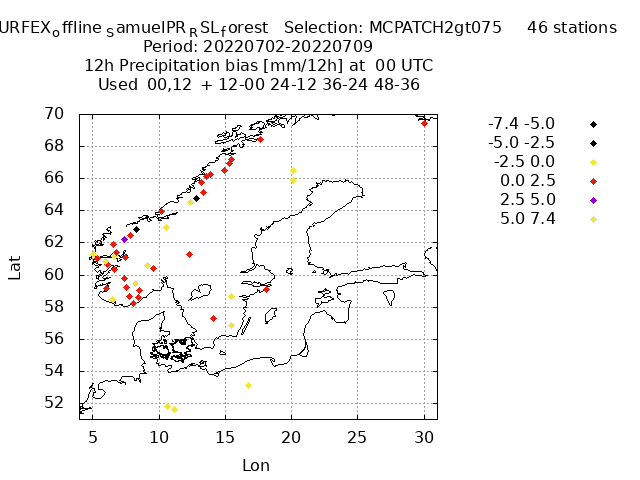 URFEXoffline SamuelPRRSLforest Selection: MCPATCH2gt075 46 stations
Period: 20220702-20220709
12h Precipitation bias [mm/12h] at 00 UTC
Used 00,12 + 12-00 24-12 36-24 48-36
-7.4 -5.0
-5.0 -2.5
-2.5 0.0
0.0 2.5
2.5 5.0
5.0 7.4
Lat
70
68
66
64
62
60
58
56
54
52
5 10 15 20 25 30
Lon